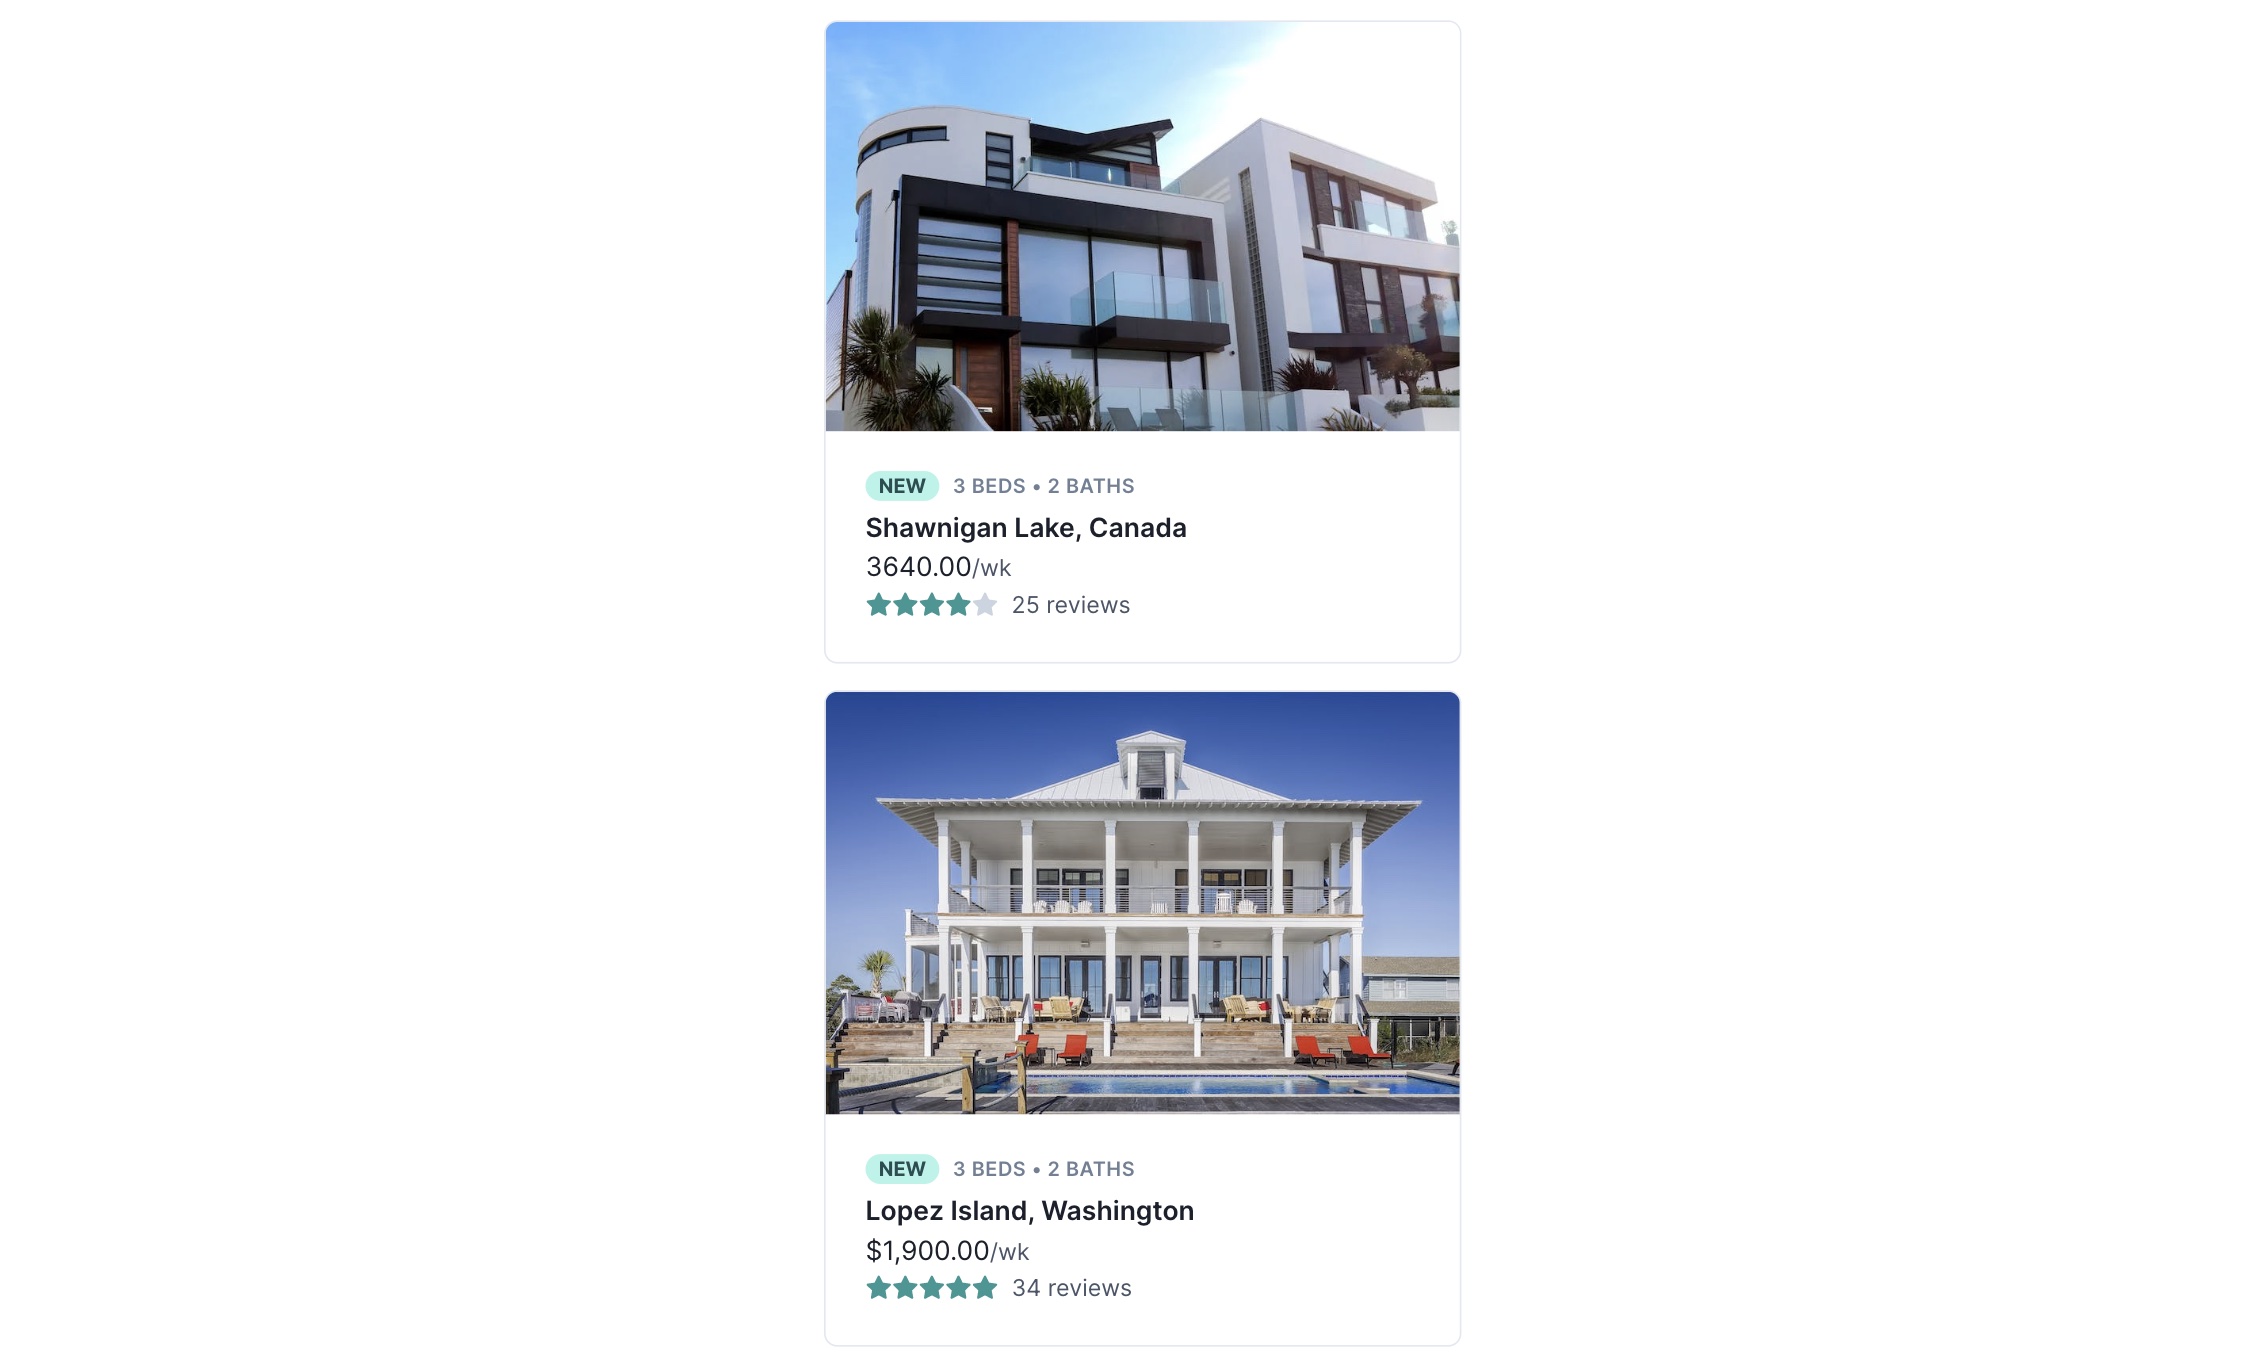 NEW 3 BEDS • 2 BATHS
Shawnigan Lake, Canada
3640.00/wk
25 reviews
NEW 3 BEDS • 2 BATHS
Lopez Island, Washington
$1,900.00/wk
34 reviews